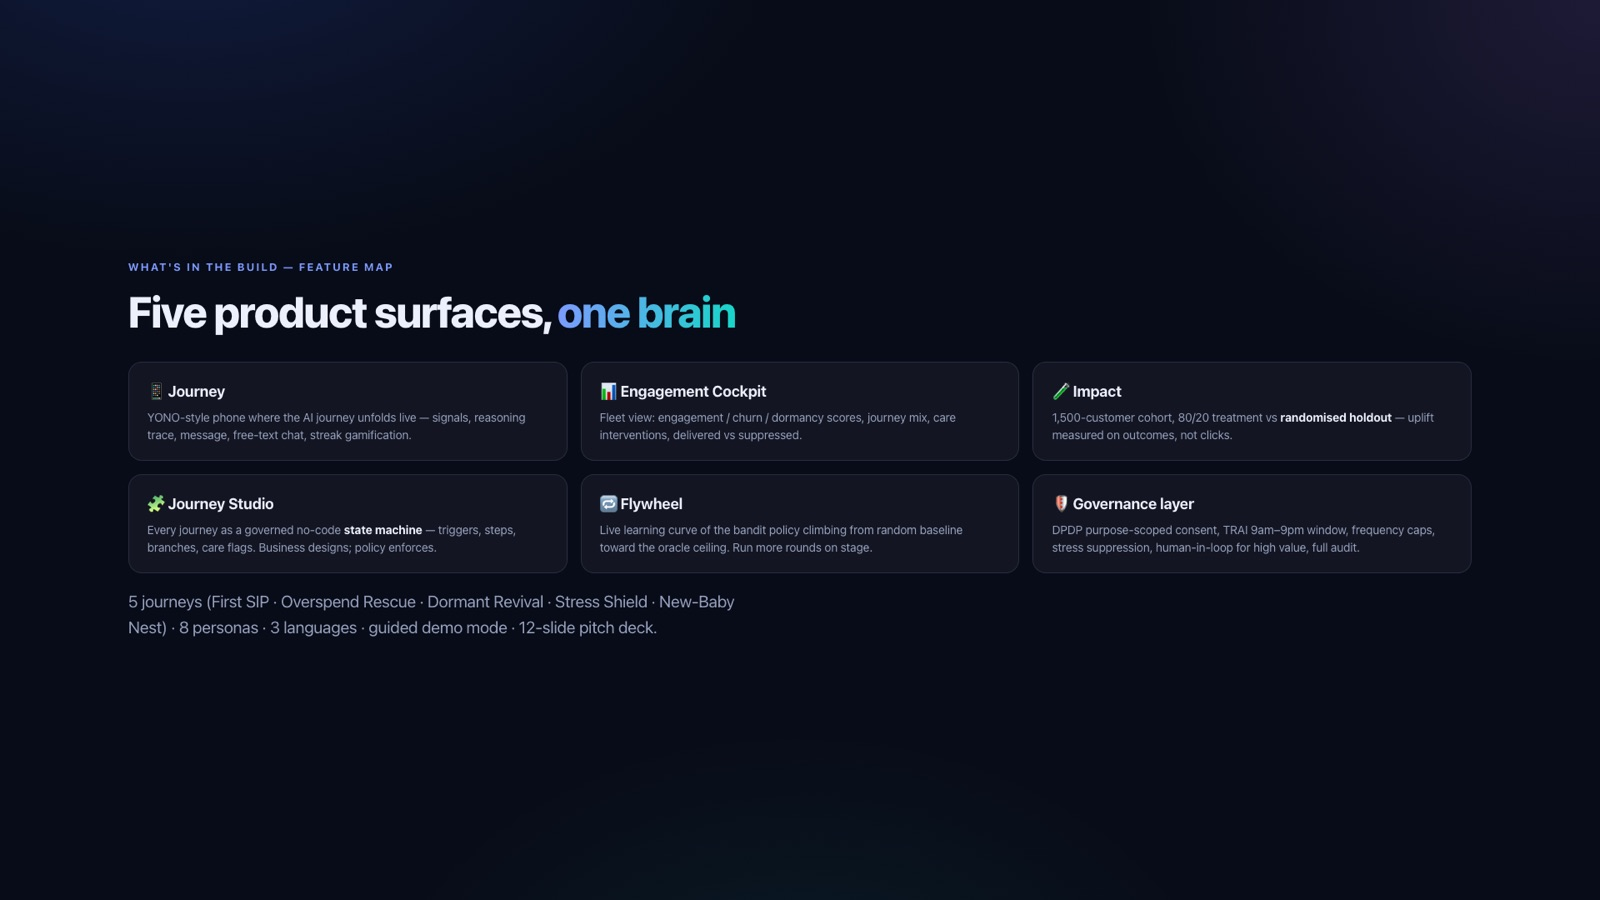 WHAT'S IN THE BUILD — FEATURE MAP
Five product surfaces, one brain
Journey
YONO-style phone where the AI journey unfolds live — signals, reasoning
trace, message, free-text chat, streak gamification.
Engagement Cockpit
Fleet view: engagement / churn / dormancy scores, journey mix, care
interventions, delivered vs suppressed.
Impact
1,500-customer cohort, 80/20 treatment vs randomised holdout — uplift
measured on outcomes, not clicks.
Journey Studio
Every journey as a governed no-code state machine — triggers, steps,
branches, care flags. Business designs; policy enforces.
Flywheel
Live learning curve of the bandit policy climbing from random baseline
toward the oracle ceiling. Run more rounds on stage.
Governance layer
DPDP purpose-scoped consent, TRAI 9am–9pm window, frequency caps,
stress suppression, human-in-loop for high value, full audit.
5 journeys (First SIP · Overspend Rescue · Dormant Revival · Stress Shield · New-Baby
Nest) · 8 personas · 3 languages · guided demo mode · 12-slide pitch deck.